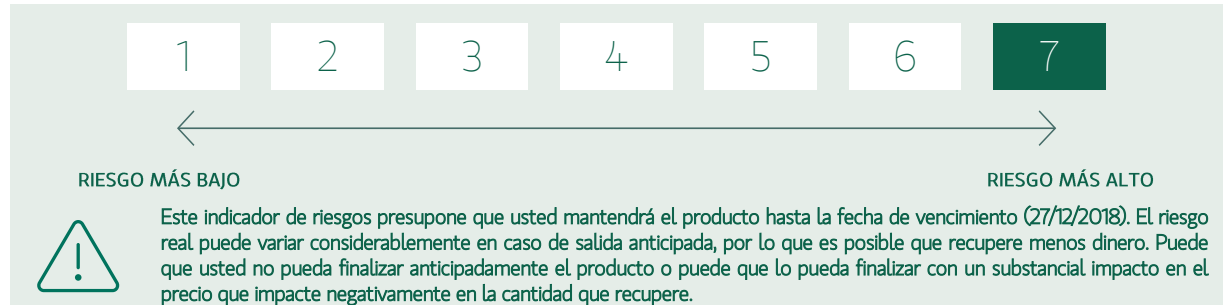 1 2 3 4 5 6 7
RIESGO MÁS BAJO RIESGO MÁS ALTO
Este indicador de riesgos presupone que usted mantendrá el producto hasta la fecha de vencimiento (27/12/2018). El riesgo
real puede variar considerablemente en caso de salida anticipada, por lo que es posible que recupere menos dinero. Puede
que usted no pueda finalizar anticipadamente el producto o puede que lo pueda finalizar con un substancial impacto en el
precio que impacte negativamente en la cantidad que recupere.